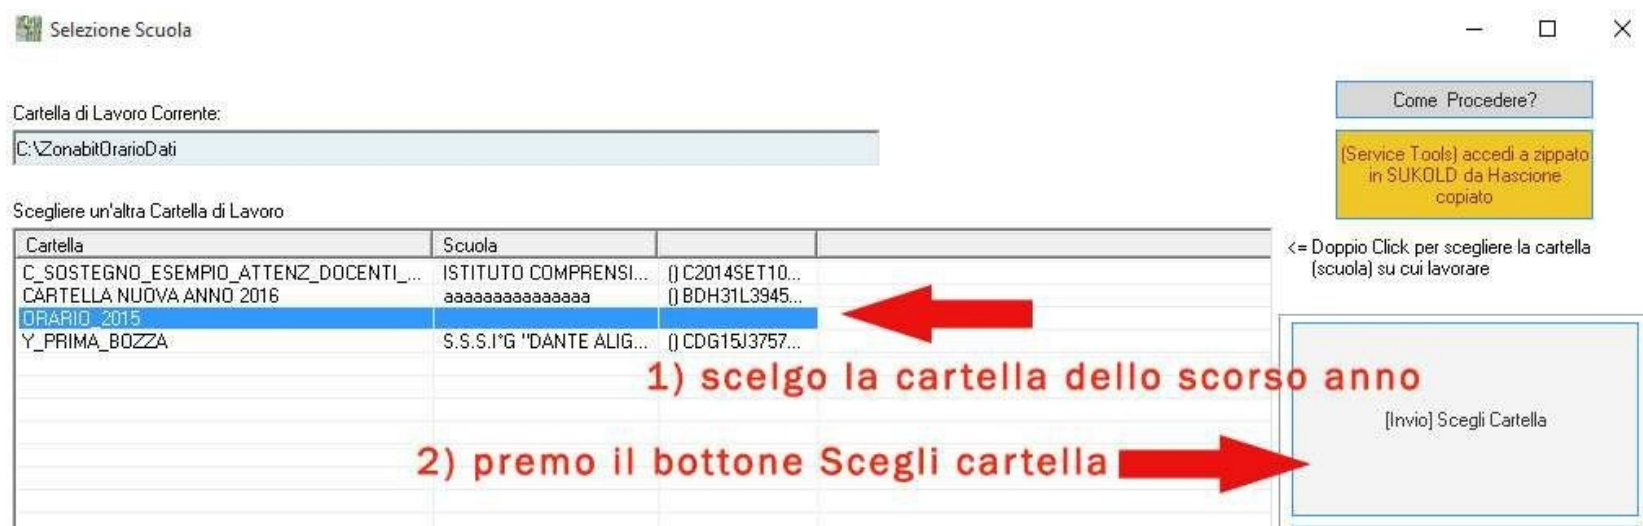 Selezione Scuola
Come Procedere?
Cartella di Lavoro Corrente:
C:\ZonabitOrarioDati
(Service Tools) accedi a zippato
in SUKOLD da Hascione
copiato
Scegliere un'altra Cartella di Lavoro
Cartella Scuola
<= Doppio Click per scegliere la cartella
(scuola) su cui lavorare
C_SOSTEGNO_ESEMPIO_ATTENZ_DOCENTI_... ISTITUTO COMPRENSI... () C2014SET10...
CARTELLA NUOVA ANNO 2016 aaaaaaaaaaaaaaa () BDH31L3945...
ORARIO_2015
Y_PRIMA_BOZZA S.S.S.I°G "DANTE ALIG... () CDG15J3757...
1) scelgo la cartella dello scorso anno
[Invio] Scegli Cartella
2) premo il bottone Scegli cartella